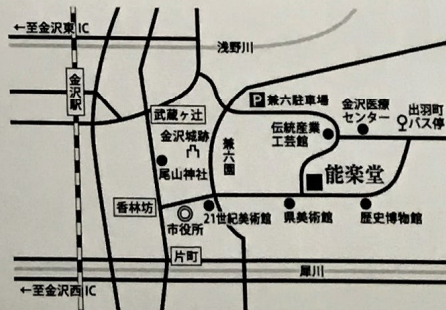 ←至金沢東IC
浅野川
金沢駅
P兼六駐車場
金沢医療
センター
出羽町
バス停
武蔵ヶ辻
伝統産業
工芸館
金沢城跡
兼六園
尾山神社
能楽堂
香林坊
21世紀美術館
県美術館
歴史博物館
市役所
片町
犀川
←至金沢西IC